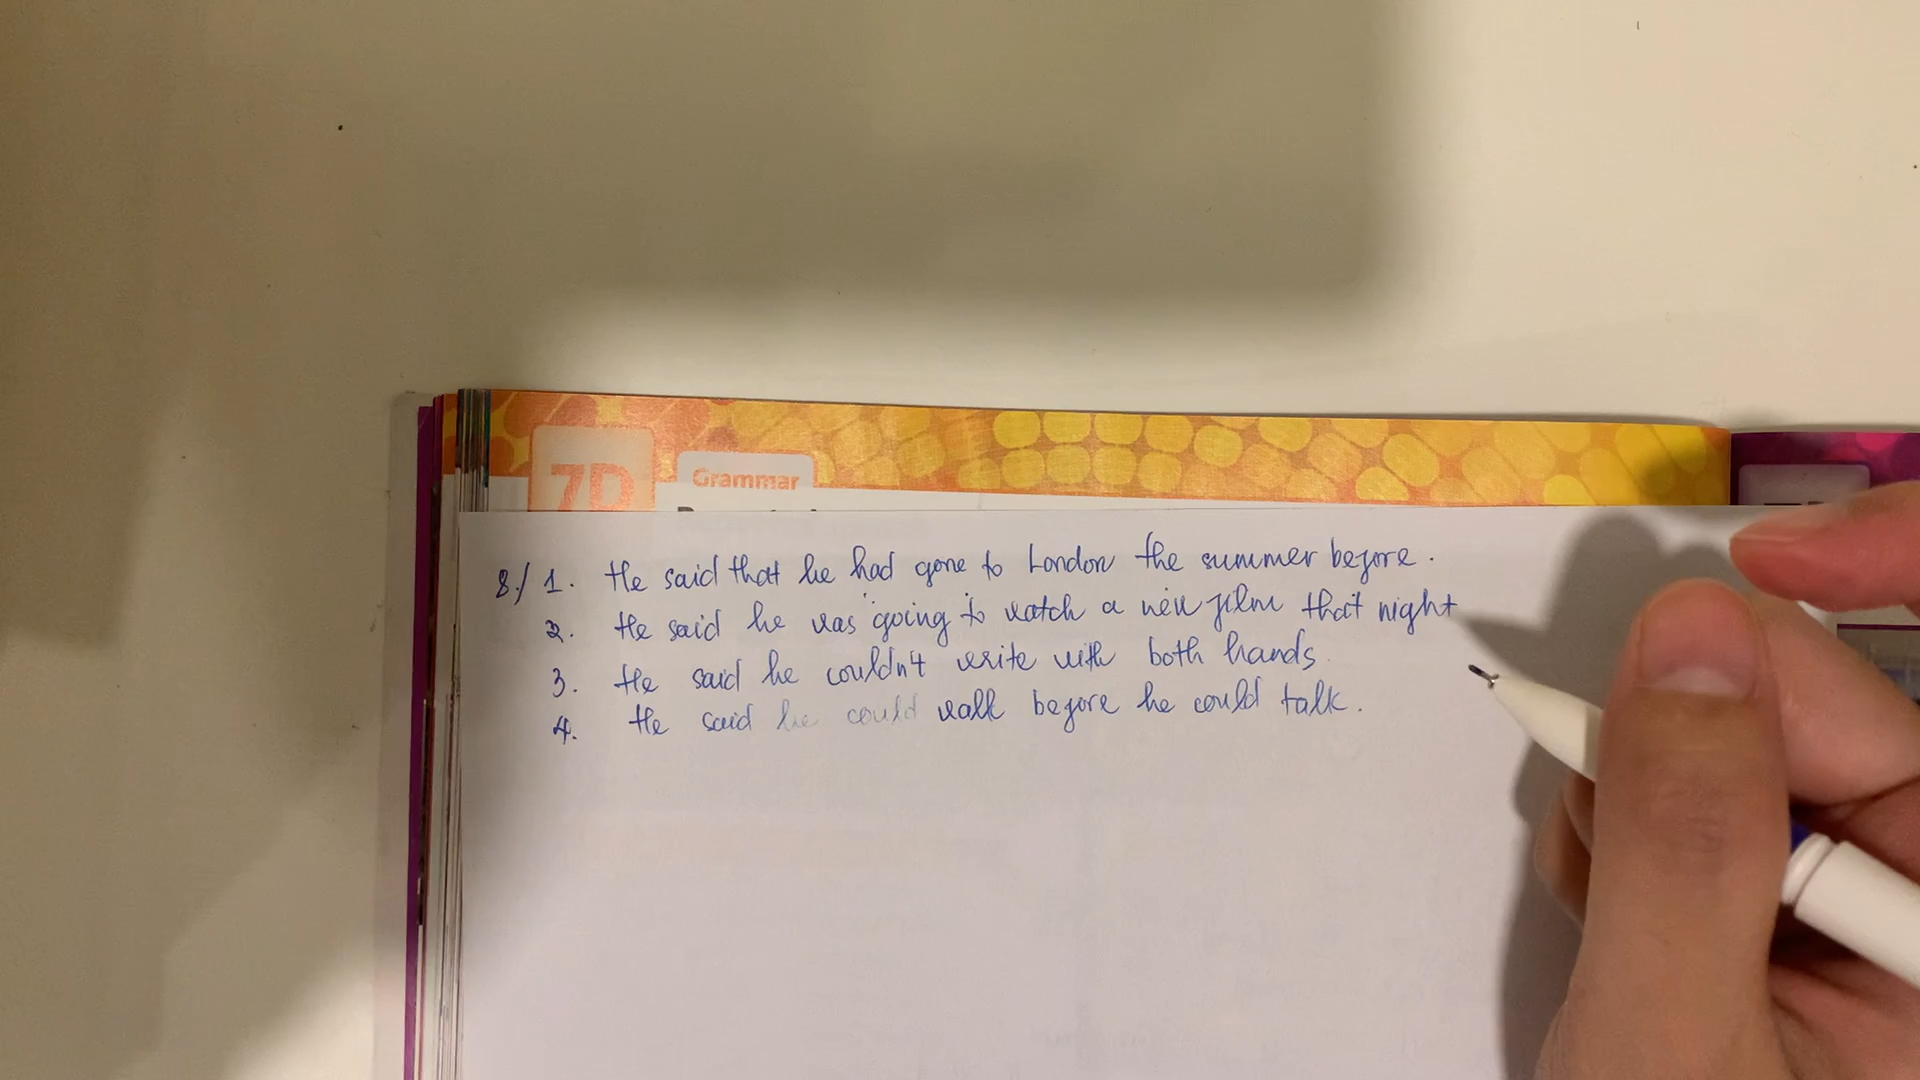 7D Grammar
8./ 1. He said that he had gone to London the summer before.
2. He said he was going to watch a new film that night
3. He said he couldn't write with both hands.
4. He said he could walk before he could talk.